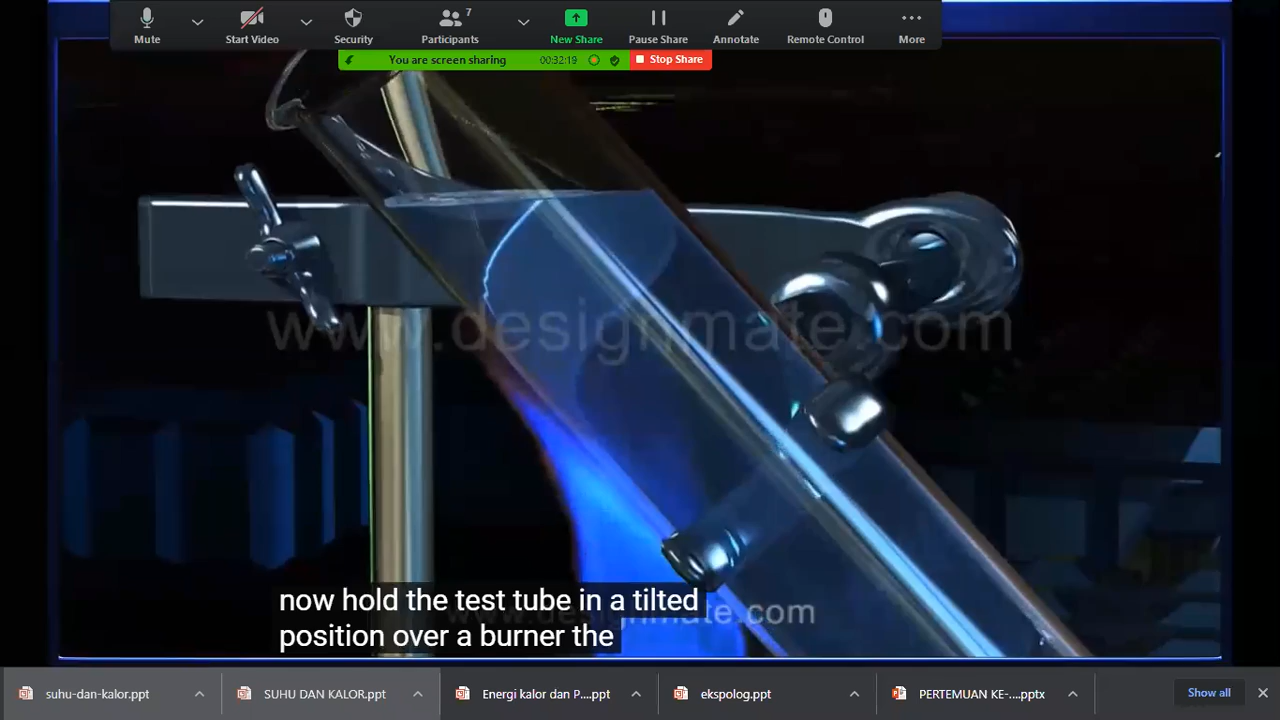 7
Mute
Start Video
Security
Participants
New Share
Pause Share
Annotate
Remote Control
More
You are screen sharing
00:32:19
Stop Share
www.designmate.com
now hold the test tube in a tilted
position over a burner the
www.designmate.com
suhu-dan-kalor.ppt
SUHU DAN KALOR.ppt
Energi kalor dan P....ppt
ekspolog.ppt
PERTEMUAN KE-....pptx
Show all